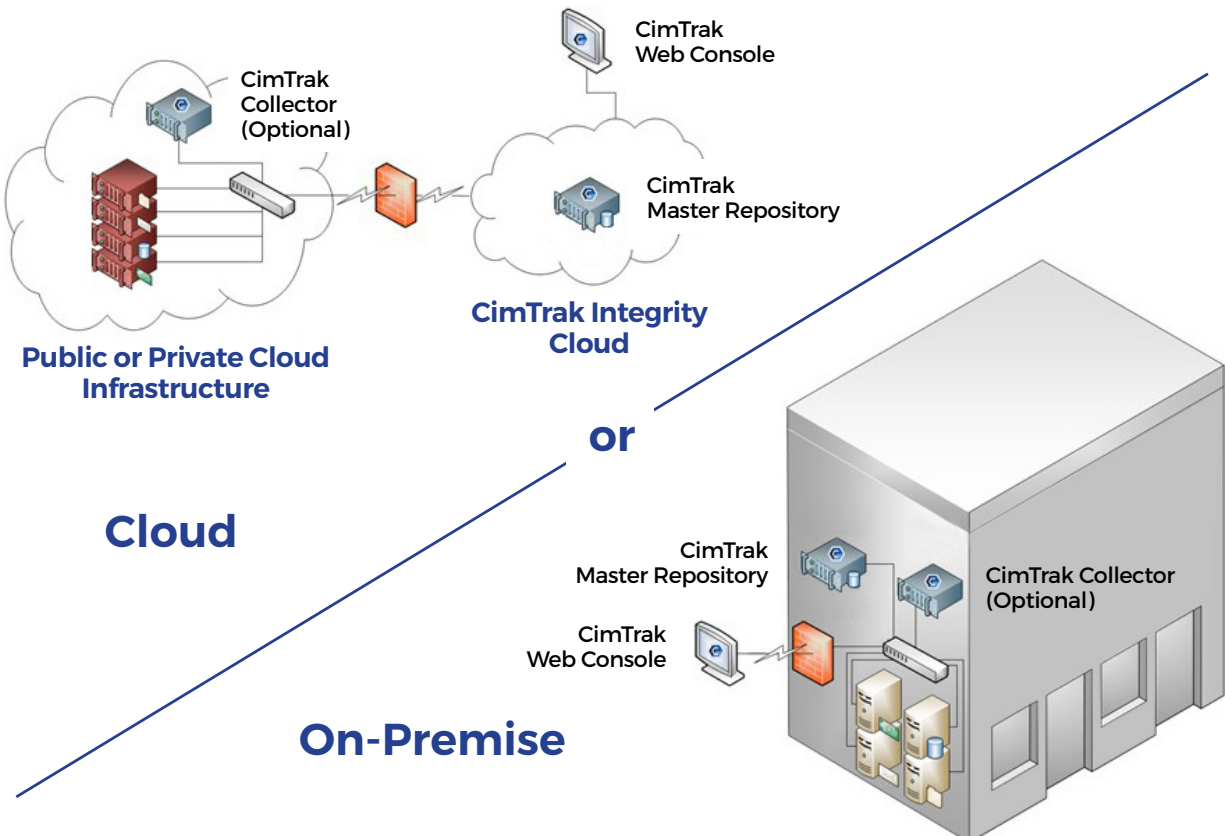 CimTrak
Web Console
CimTrak
Collector
(Optional)
CimTrak
Master Repository
CimTrak Integrity
Cloud
Public or Private Cloud
Infrastructure
or
Cloud
CimTrak
Master Repository
CimTrak Collector
(Optional)
CimTrak
Web Console
On-Premise